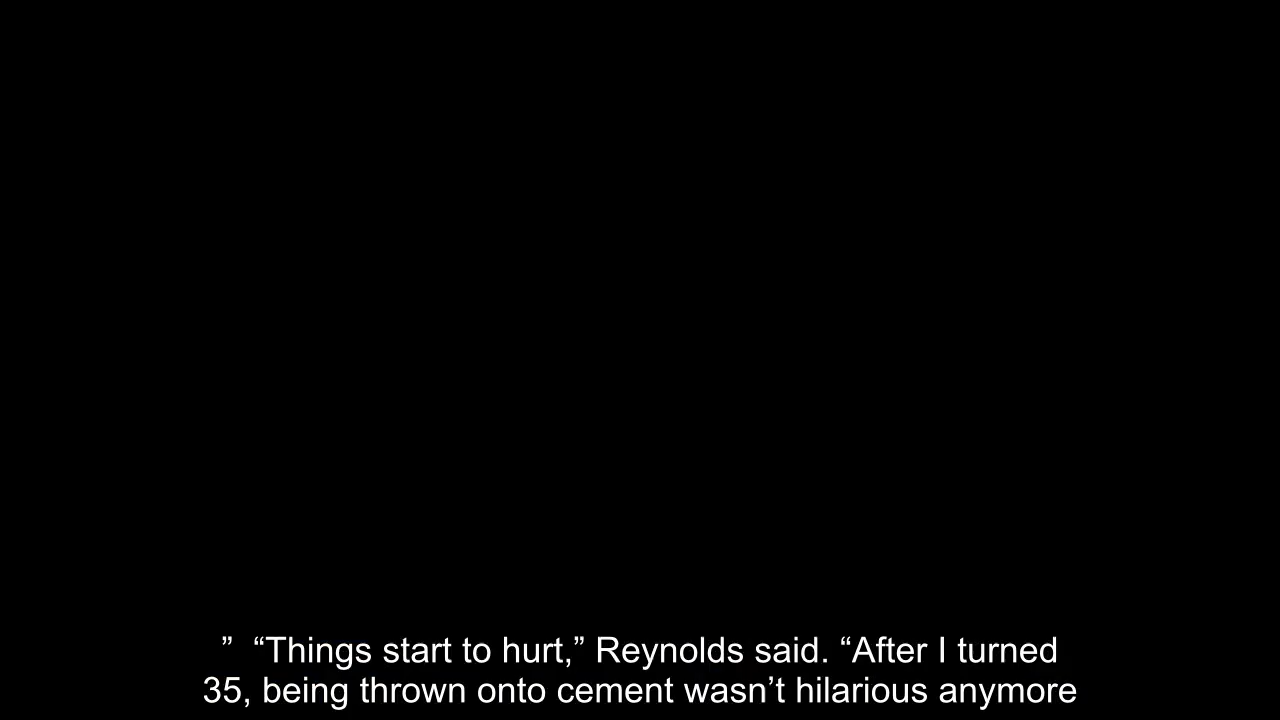 ”  “Things start to hurt,” Reynolds said. “After I turned
35, being thrown onto cement wasn’t hilarious anymore